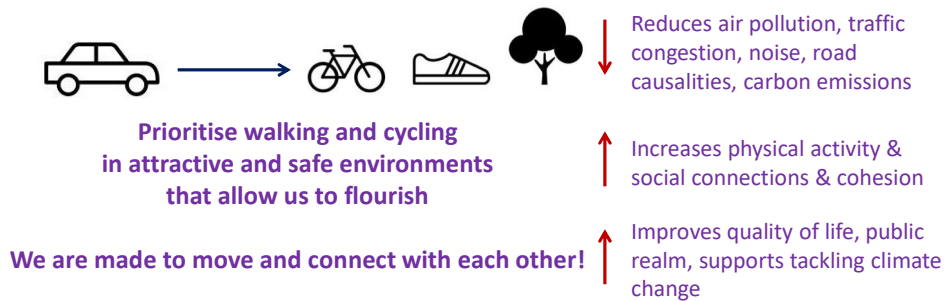 Prioritise walking and cycling
in attractive and safe environments
that allow us to flourish
We are made to move and connect with each other!
Reduces air pollution, traffic
congestion, noise, road
causalities, carbon emissions
Increases physical activity &
social connections & cohesion
Improves quality of life, public
realm, supports tackling climate
change